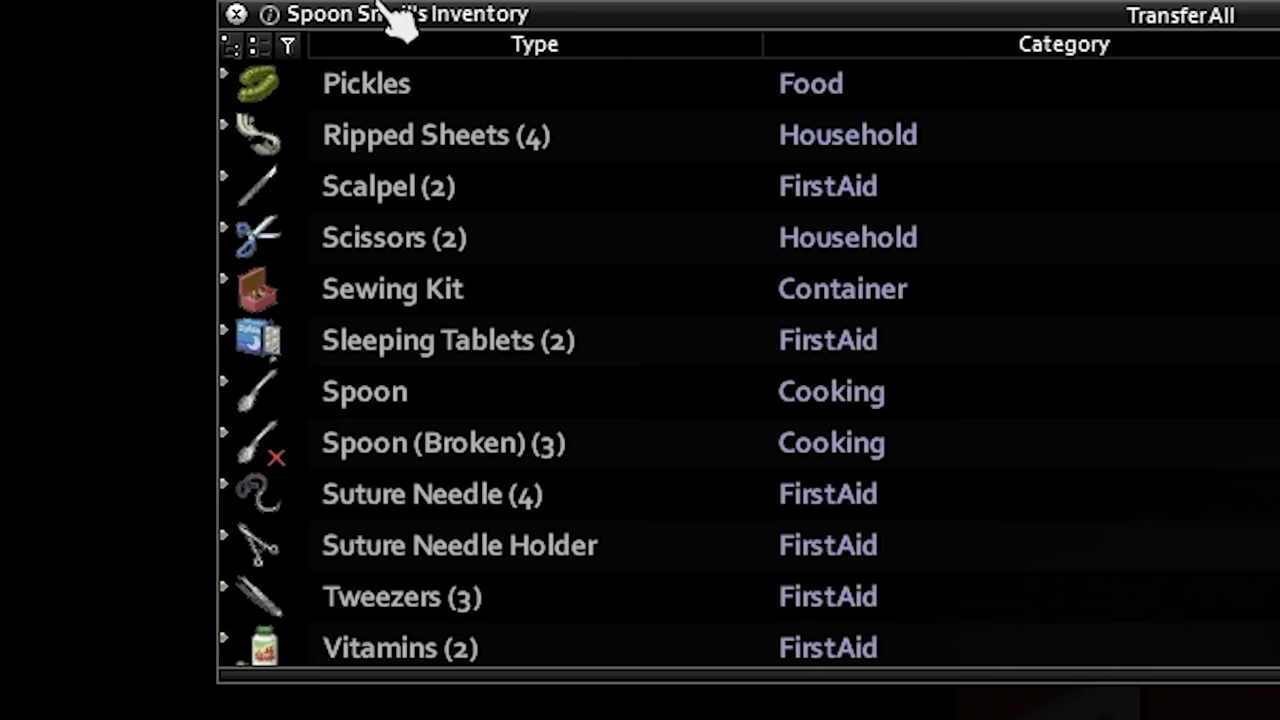 Spoon Inventory
Transfer All
Type
Category
Pickles
Food
Ripped Sheets (4)
Household
Scalpel (2)
FirstAid
Scissors (2)
Household
Sewing Kit
Container
Sleeping Tablets (2)
FirstAid
Spoon
Cooking
Spoon (Broken) (3)
Cooking
Suture Needle (4)
FirstAid
Suture Needle Holder
FirstAid
Tweezers (3)
FirstAid
Vitamins (2)
FirstAid